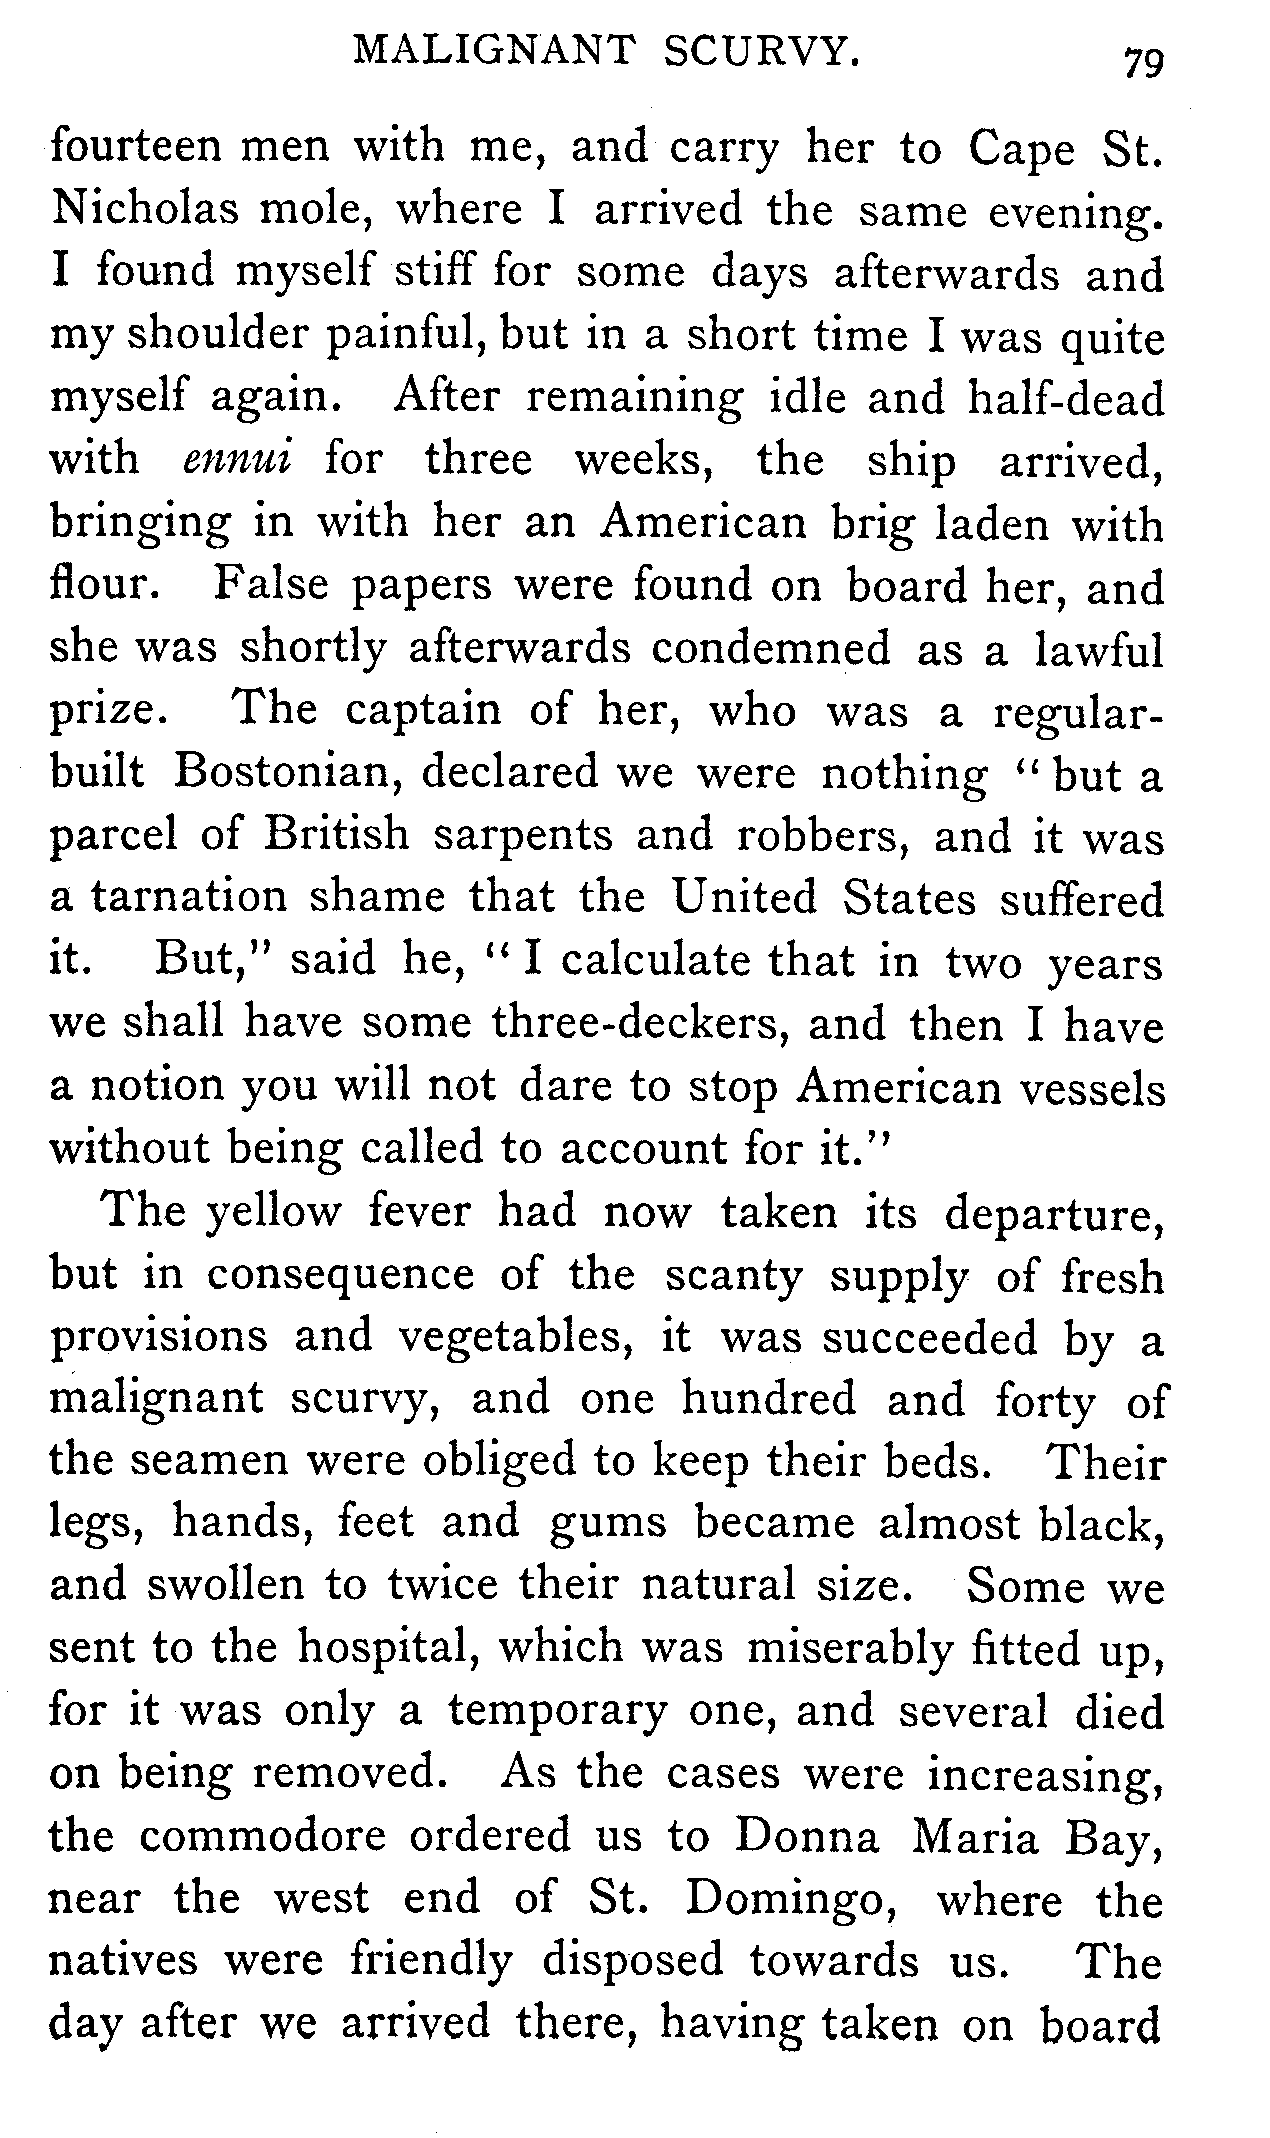 MALIGNANT SCURVY. 79
fourteen men with me, and carry her to Cape St.
Nicholas mole, where I arrived the same evening.
I found myself stiff for some days afterwards and
my shoulder painful, but in a short time I was quite
myself again. After remaining idle and half-dead
with ennui for three weeks, the ship arrived,
bringing in with her an American brig laden with
flour. False papers were found on board her, and
she was shortly afterwards condemned as a lawful
prize. The captain of her, who was a regular-
built Bostonian, declared we were nothing “ but a
parcel of British sarpents and robbers, and it was
a tarnation shame that the United States suffered
it. But,” said he, “ I calculate that in two years
we shall have some three-deckers, and then I have
a notion you will not dare to stop American vessels
without being called to account for it.”
The yellow fever had now taken its departure,
but in consequence of the scanty supply of fresh
provisions and vegetables, it was succeeded by a
malignant scurvy, and one hundred and forty of
the seamen were obliged to keep their beds. Their
legs, hands, feet and gums became almost black,
and swollen to twice their natural size. Some we
sent to the hospital, which was miserably fitted up,
for it was only a temporary one, and several died
on being removed. As the cases were increasing,
the commodore ordered us to Donna Maria Bay,
near the west end of St. Domingo, where the
natives were friendly disposed towards us. The
day after we arrived there, having taken on board